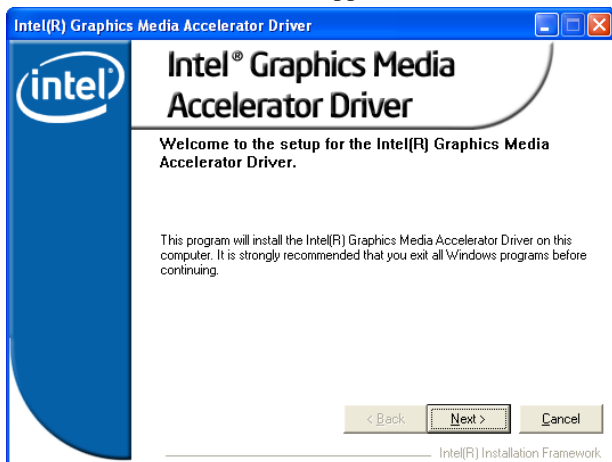 Intel(R) Graphics Media Accelerator Driver
intel
Intel® Graphics Media
Accelerator Driver
Welcome to the setup for the Intel(R) Graphics Media
Accelerator Driver.
This program will install the Intel(R) Graphics Media Accelerator Driver on this
computer. It is strongly recommended that you exit all Windows programs before
continuing.
< Back
Next >
Cancel
Intel(R) Installation Framework